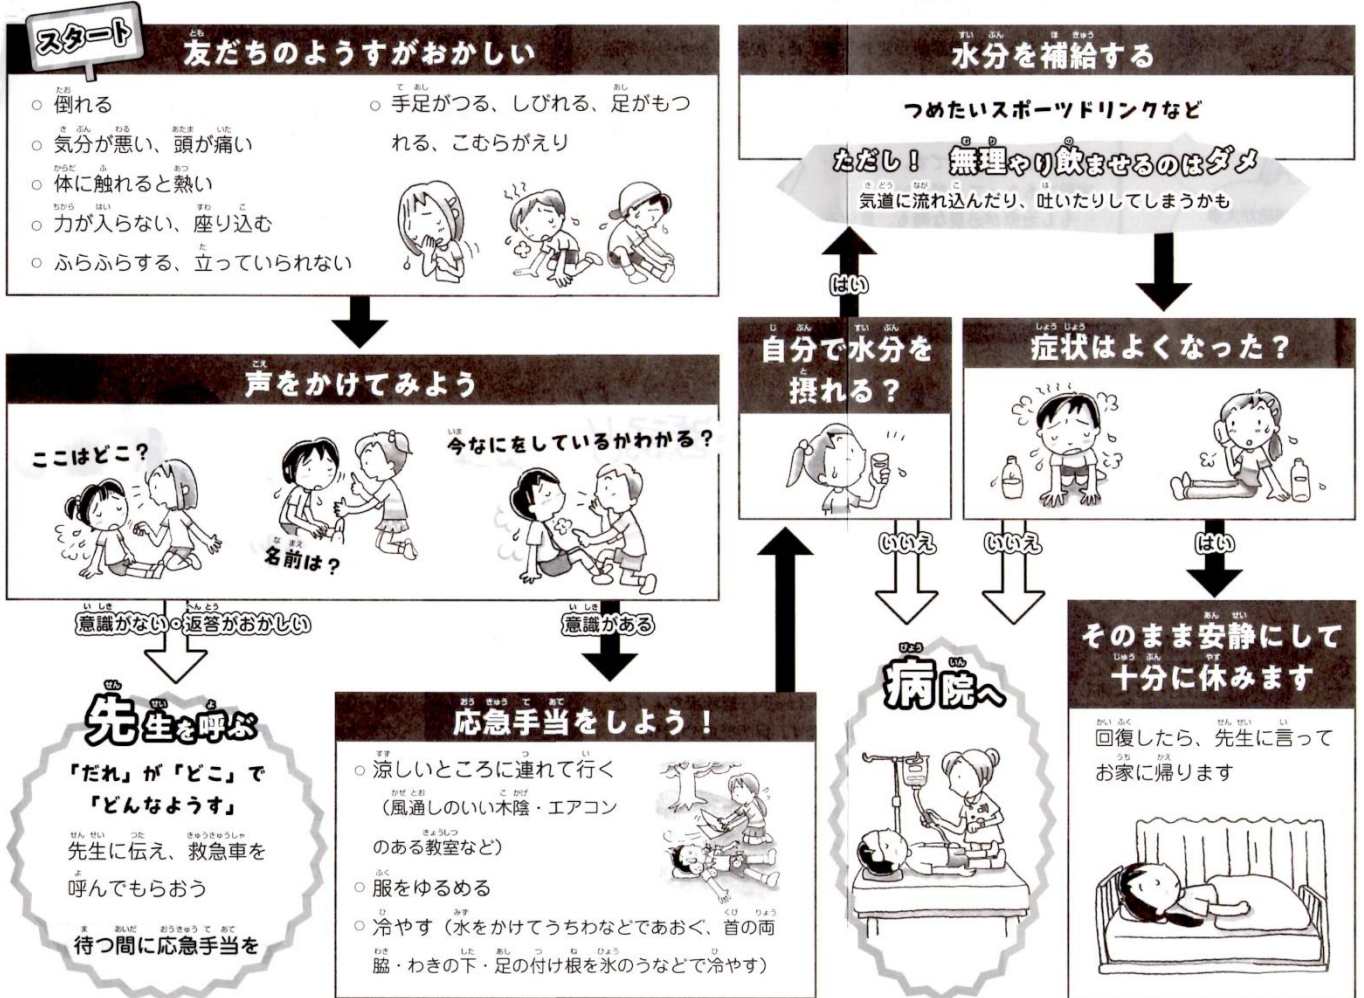 スタート
友だちのようすがおかしい
○ 倒れる
○ 気分が悪い、頭が痛い
○ 体に触れると熱い
○ 力が入らない、座り込む
○ ふらふらする、立っていられない
○ 手足がつる、しびれる、足がもつ
れる、こむらがえり
声をかけてみよう
ここはどこ?
名前は?
今なにをしているかわかる?
意識がない・返答がおかしい
意識がある
先生を呼ぶ
「だれ」が「どこ」で
「どんなようす」
先生に伝え、救急車を
呼んでもらおう
待つ間に応急手当を
応急手当をしよう!
○ 涼しいところに連れて行く
(風通しのいい木陰・エアコン
のある教室など)
○ 服をゆるめる
○ 冷やす(水をかけてうちわなどであおぐ、首の両
脇・わきの下・足の付け根を氷のうなどで冷やす)
自分で水分を
摂れる?
はい
いいえ
水分を補給する
つめたいスポーツドリンクなど
ただし! 無理やり飲ませるのはダメ
気道に流れ込んだり、吐いたりしてしまうかも
症状はよくなった?
いいえ
はい
病院へ
そのまま安静にして
十分に休みます
回復したら、先生に言って
お家に帰ります